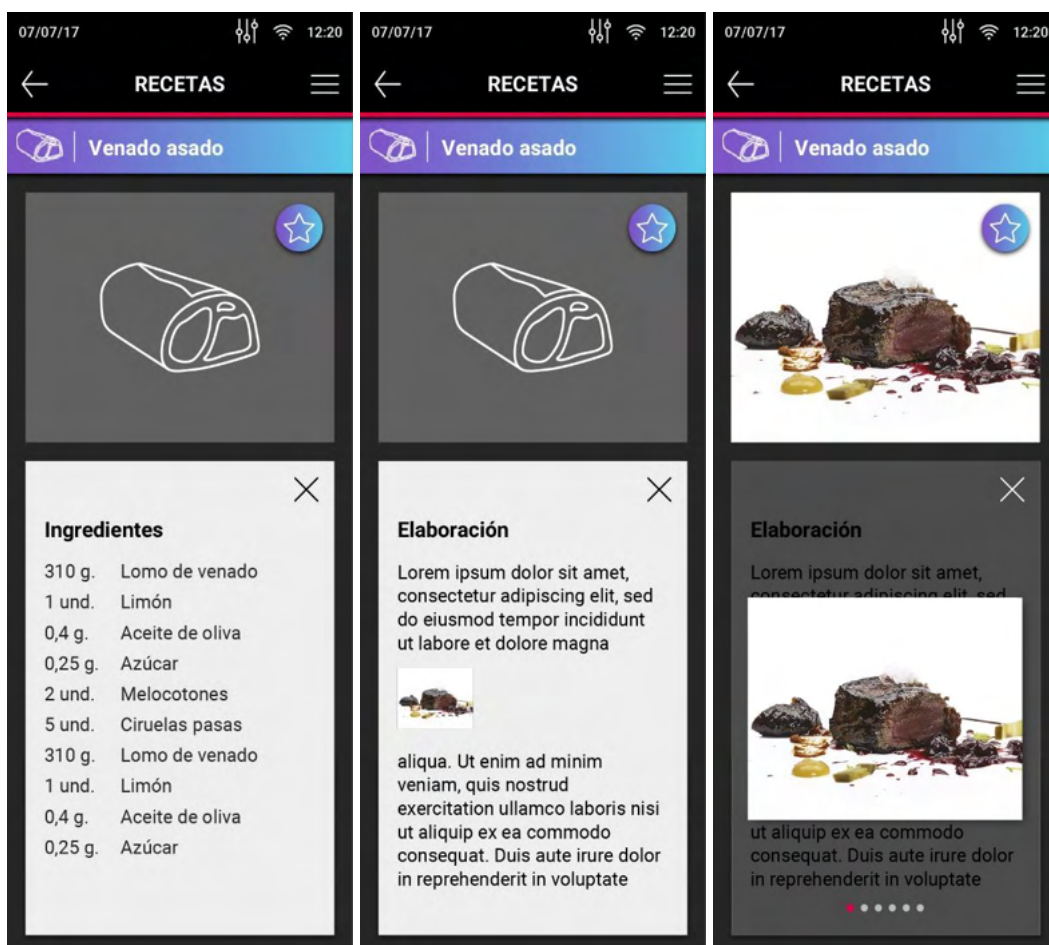 07/07/17 12:20
RECETAS
Venado asado
Ingredientes
310 g. Lomo de venado
1 und. Limón
0,4 g. Aceite de oliva
0,25 g. Azúcar
2 und. Melocotones
5 und. Ciruelas pasas
310 g. Lomo de venado
1 und. Limón
0,4 g. Aceite de oliva
0,25 g. Azúcar
07/07/17 12:20
RECETAS
Venado asado
Elaboración
Lorem ipsum dolor sit amet,
consectetur adipiscing elit, sed
do eiusmod tempor incididunt
ut labore et dolore magna
aliqua. Ut enim ad minim
veniam, quis nostrud
exercitation ullamco laboris nisi
ut aliquip ex ea commodo
consequat. Duis aute irure dolor
in reprehenderit in voluptate
07/07/17 12:20
RECETAS
Venado asado
Elaboración
Lorem ipsum dolor sit amet,
consectetur adipiscing elit, sed
ut aliquip ex ea commodo
consequat. Duis aute irure dolor
in reprehenderit in voluptate